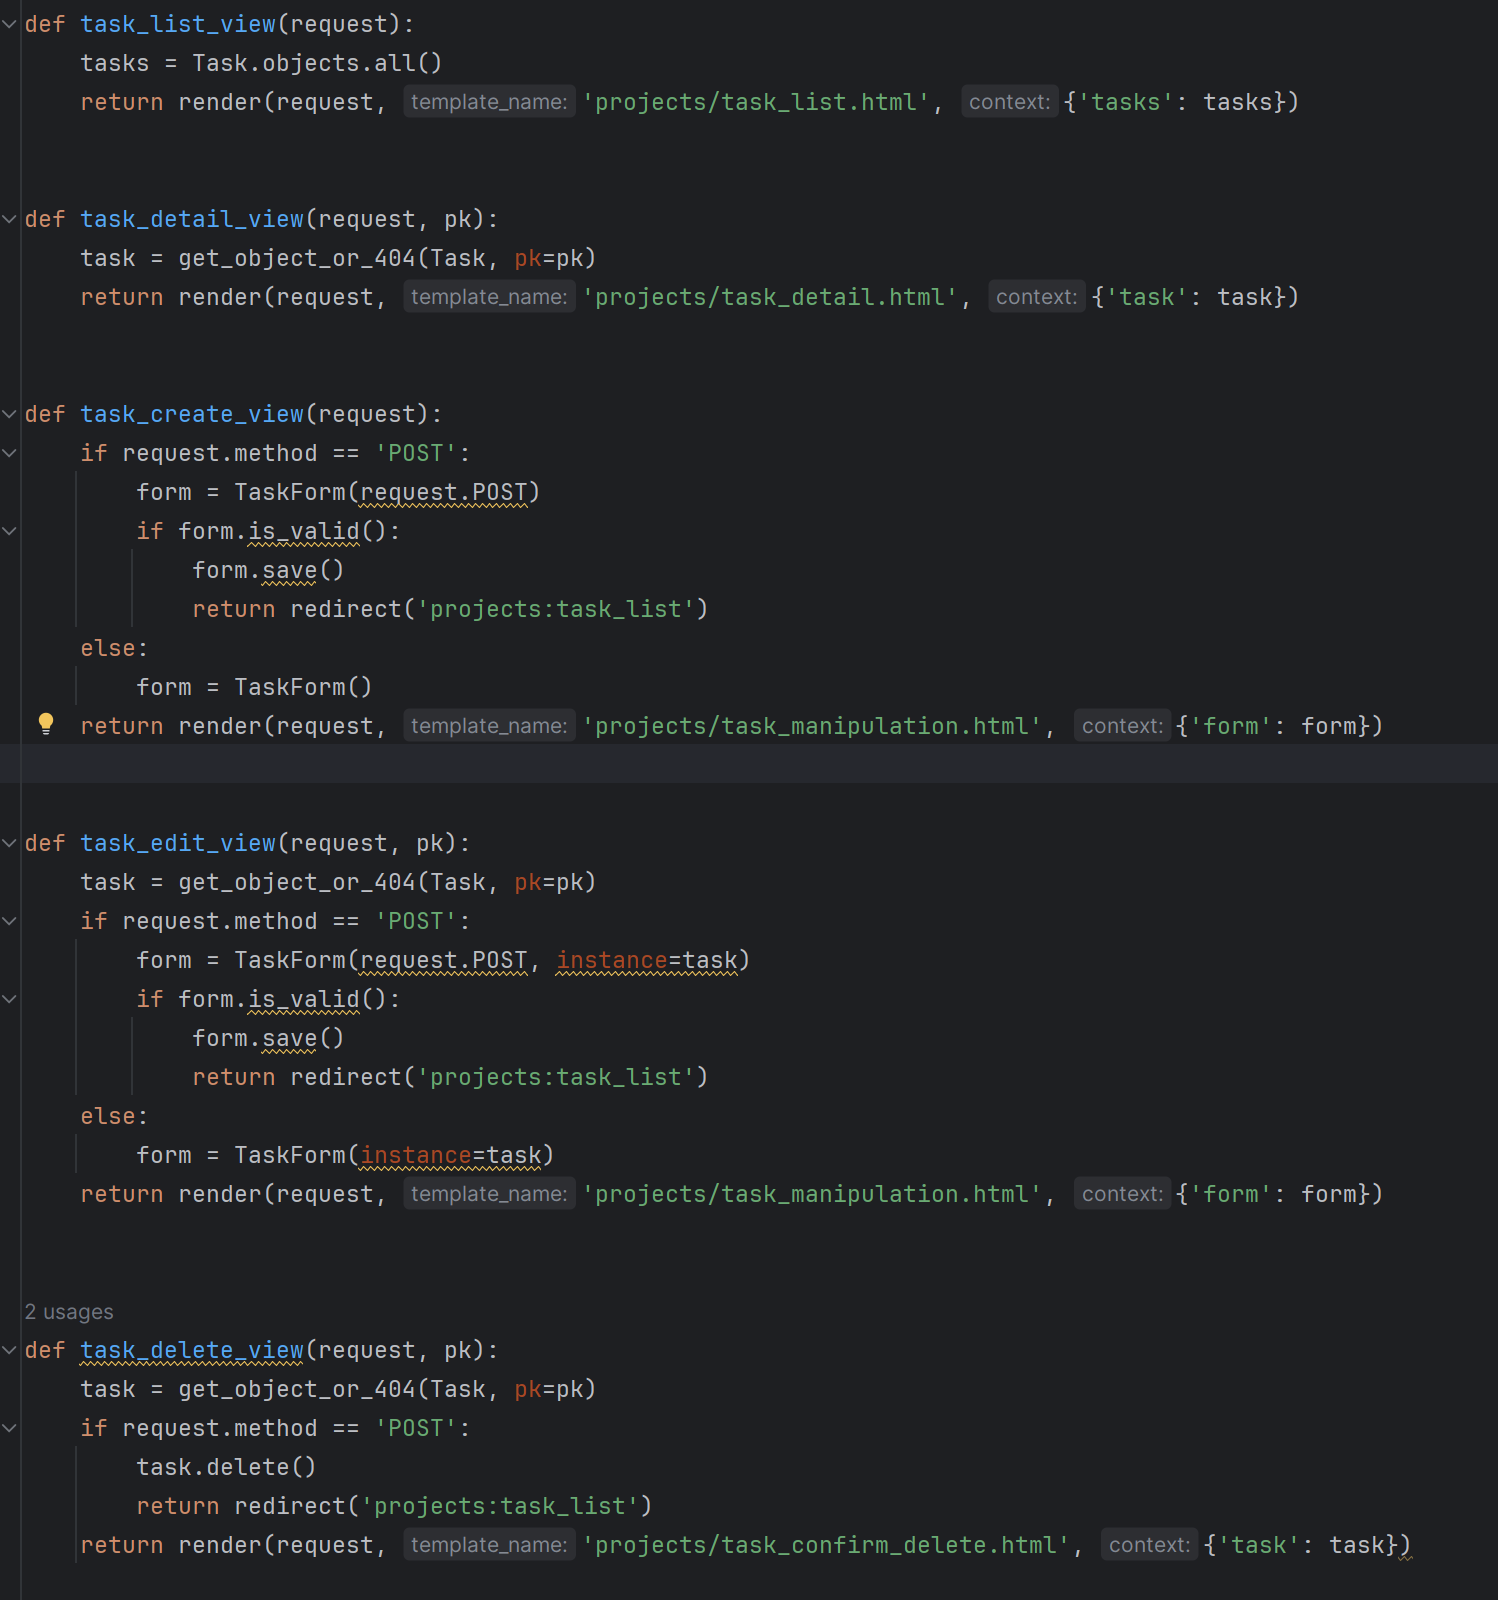 def task_list_view(request):
    tasks = Task.objects.all()
    return render(request, template_name: 'projects/task_list.html', context: {'tasks': tasks})
def task_detail_view(request, pk):
    task = get_object_or_404(Task, pk=pk)
    return render(request, template_name: 'projects/task_detail.html', context: {'task': task})
def task_create_view(request):
    if request.method == 'POST':
        form = TaskForm(request.POST)
        if form.is_valid():
            form.save()
            return redirect('projects:task_list')
    else:
        form = TaskForm()
    return render(request, template_name: 'projects/task_manipulation.html', context: {'form': form})
def task_edit_view(request, pk):
    task = get_object_or_404(Task, pk=pk)
    if request.method == 'POST':
        form = TaskForm(request.POST, instance=task)
        if form.is_valid():
            form.save()
            return redirect('projects:task_list')
    else:
        form = TaskForm(instance=task)
    return render(request, template_name: 'projects/task_manipulation.html', context: {'form': form})
2 usages
def task_delete_view(request, pk):
    task = get_object_or_404(Task, pk=pk)
    if request.method == 'POST':
        task.delete()
        return redirect('projects:task_list')
    return render(request, template_name: 'projects/task_confirm_delete.html', context: {'task': task})